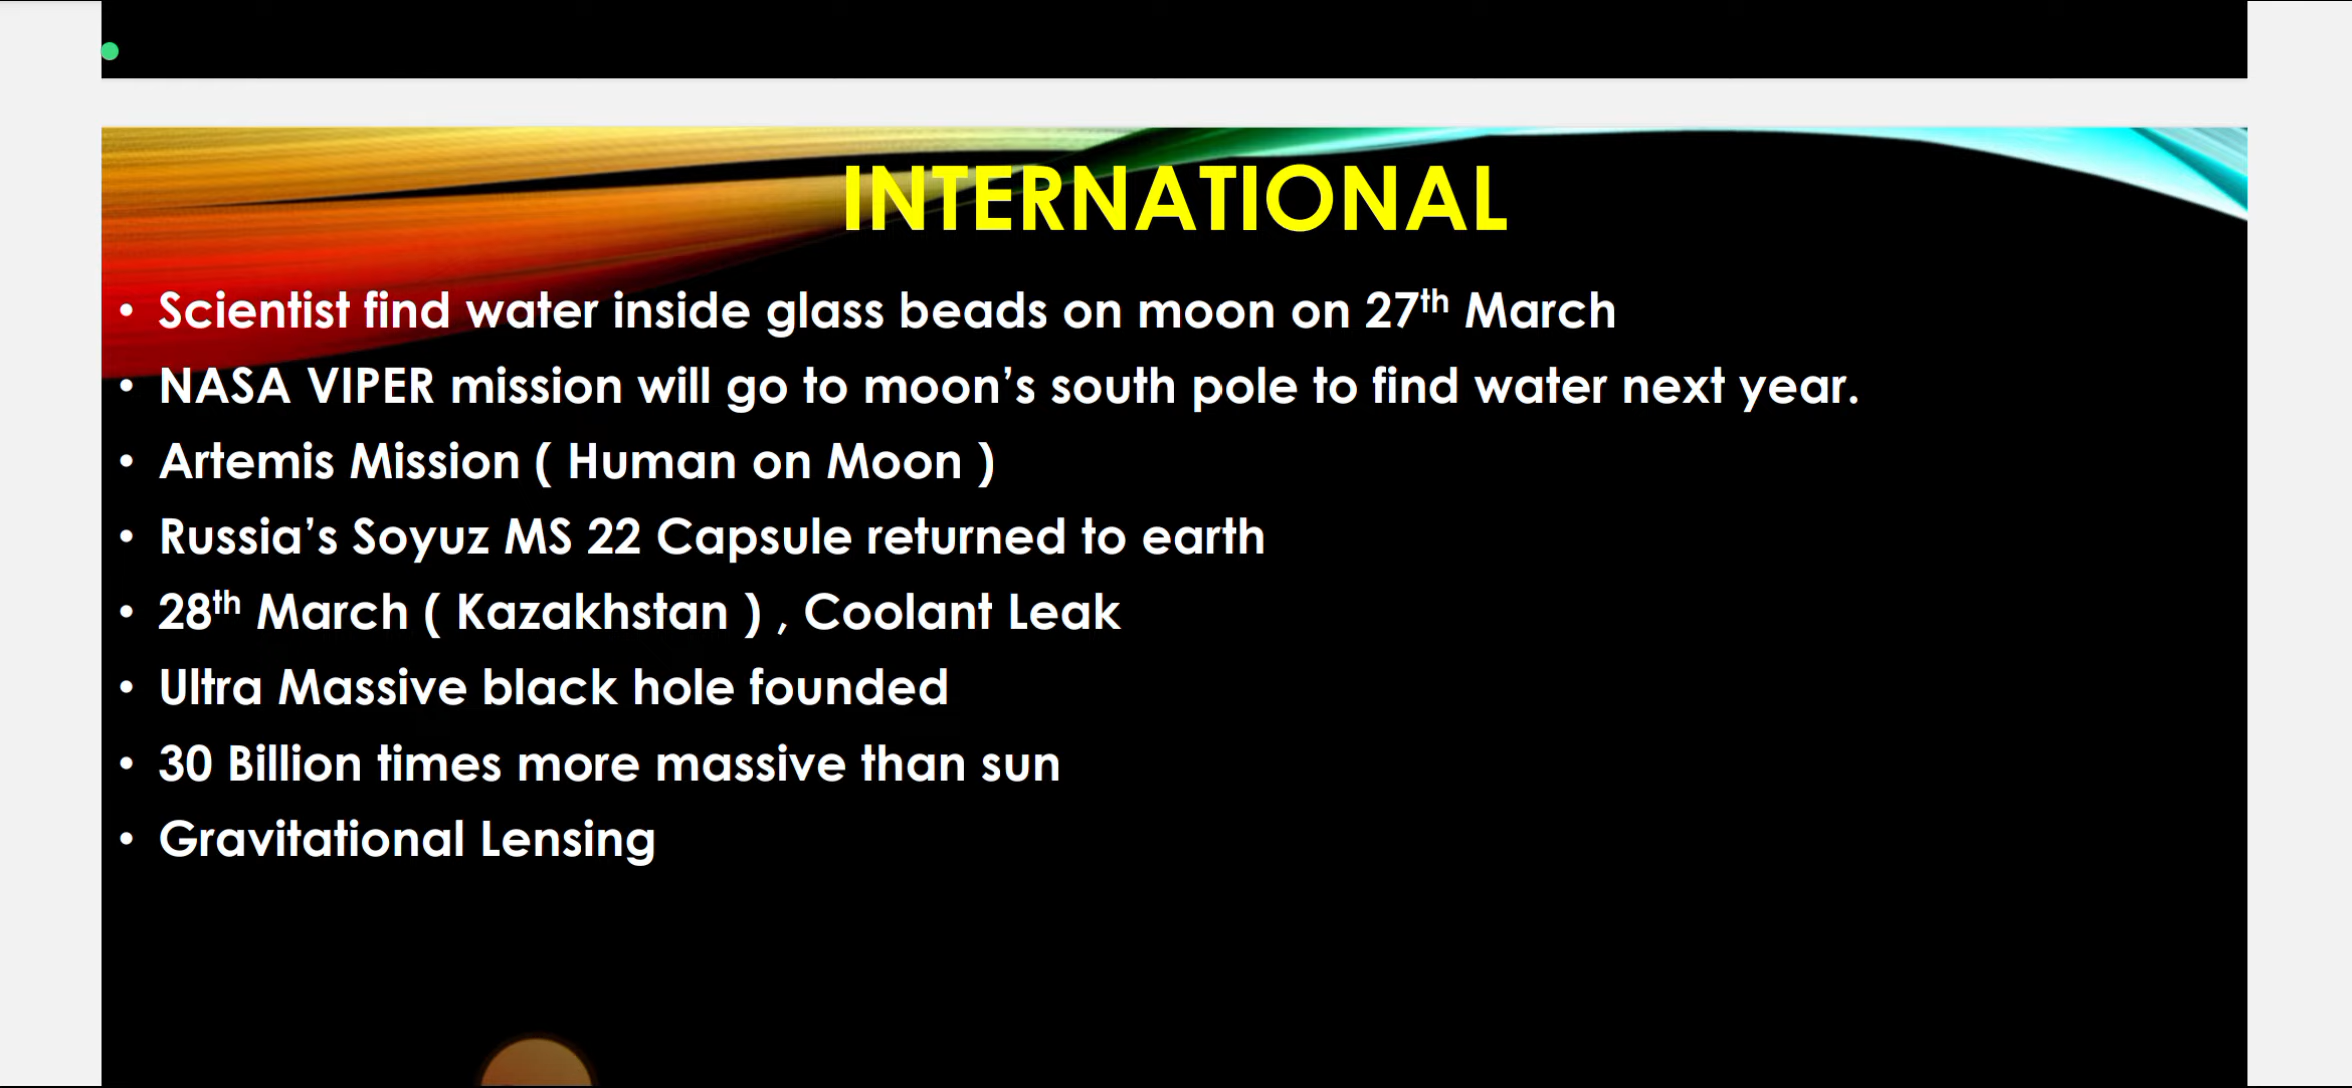 INTERNATIONAL
• Scientist find water inside glass beads on moon on 27th March
• NASA VIPER mission will go to moon’s south pole to find water next year.
• Artemis Mission ( Human on Moon )
• Russia’s Soyuz MS 22 Capsule returned to earth
• 28th March ( Kazakhstan ) , Coolant Leak
• Ultra Massive black hole founded
• 30 Billion times more massive than sun
• Gravitational Lensing